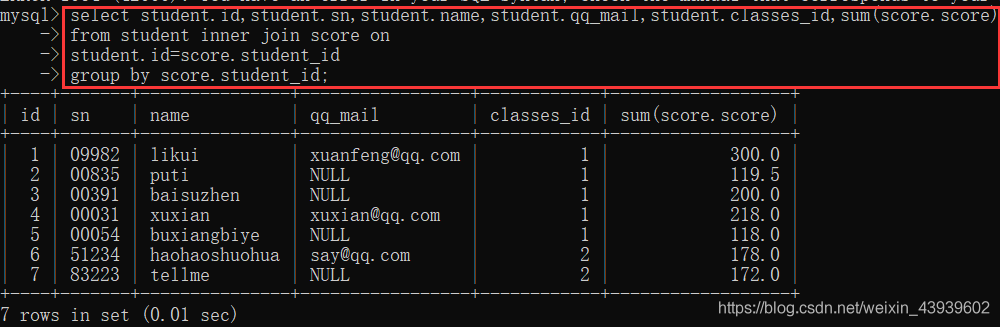 mysql> select student.id,student.sn,student.name,student.qq_mail,student.classes_id,sum(score.score)
-> from student inner join score on
-> student.id=score.student_id
-> group by score.student_id;
| id | sn | name | qq_mail | classes_id | sum(score.score) |
| 1 | 09982 | likui | xuanfeng@qq.com | 1 | 300.0 |
| 2 | 00835 | puti | NULL | 1 | 119.5 |
| 3 | 00391 | baisuzhen | NULL | 1 | 200.0 |
| 4 | 00031 | xuxian | xuxian@qq.com | 1 | 218.0 |
| 5 | 00054 | buxiangbiye | NULL | 1 | 118.0 |
| 6 | 51234 | haohaoshuohua | say@qq.com | 2 | 178.0 |
| 7 | 83223 | tellme | NULL | 2 | 172.0 |
7 rows in set (0.01 sec)
https://blog.csdn.net/weixin_43939602